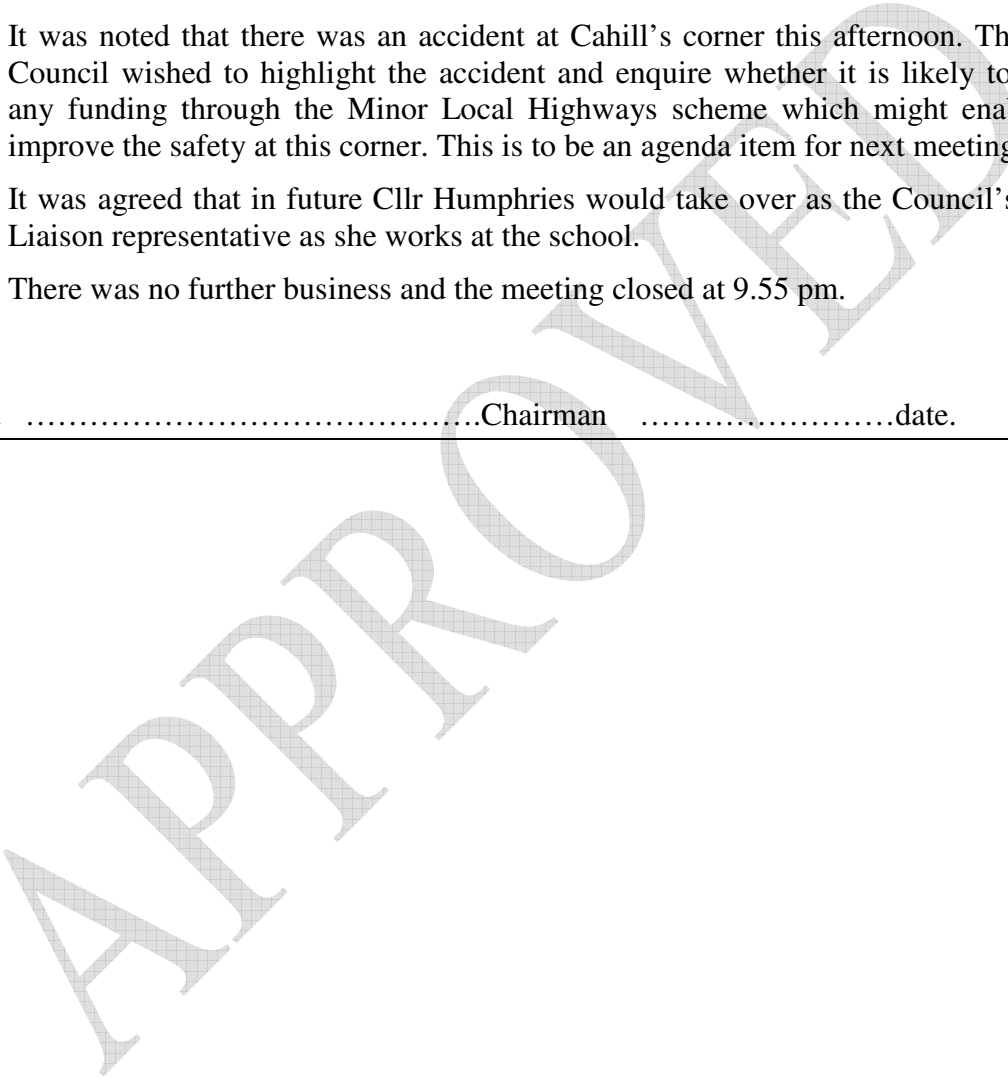 It was noted that there was an accident at Cahill's corner this afternoon. Th
Council wished to highlight the accident and enquire whether it is likely to
any funding through the Minor Local Highways scheme which might ena
improve the safety at this corner. This is to be an agenda item for next meeting
It was agreed that in future Cllr Humphries would take over as the Council's
Liaison representative as she works at the school.
There was no further business and the meeting closed at 9.55 pm.
…………………………………….Chairman ……………………date.
APPROVED